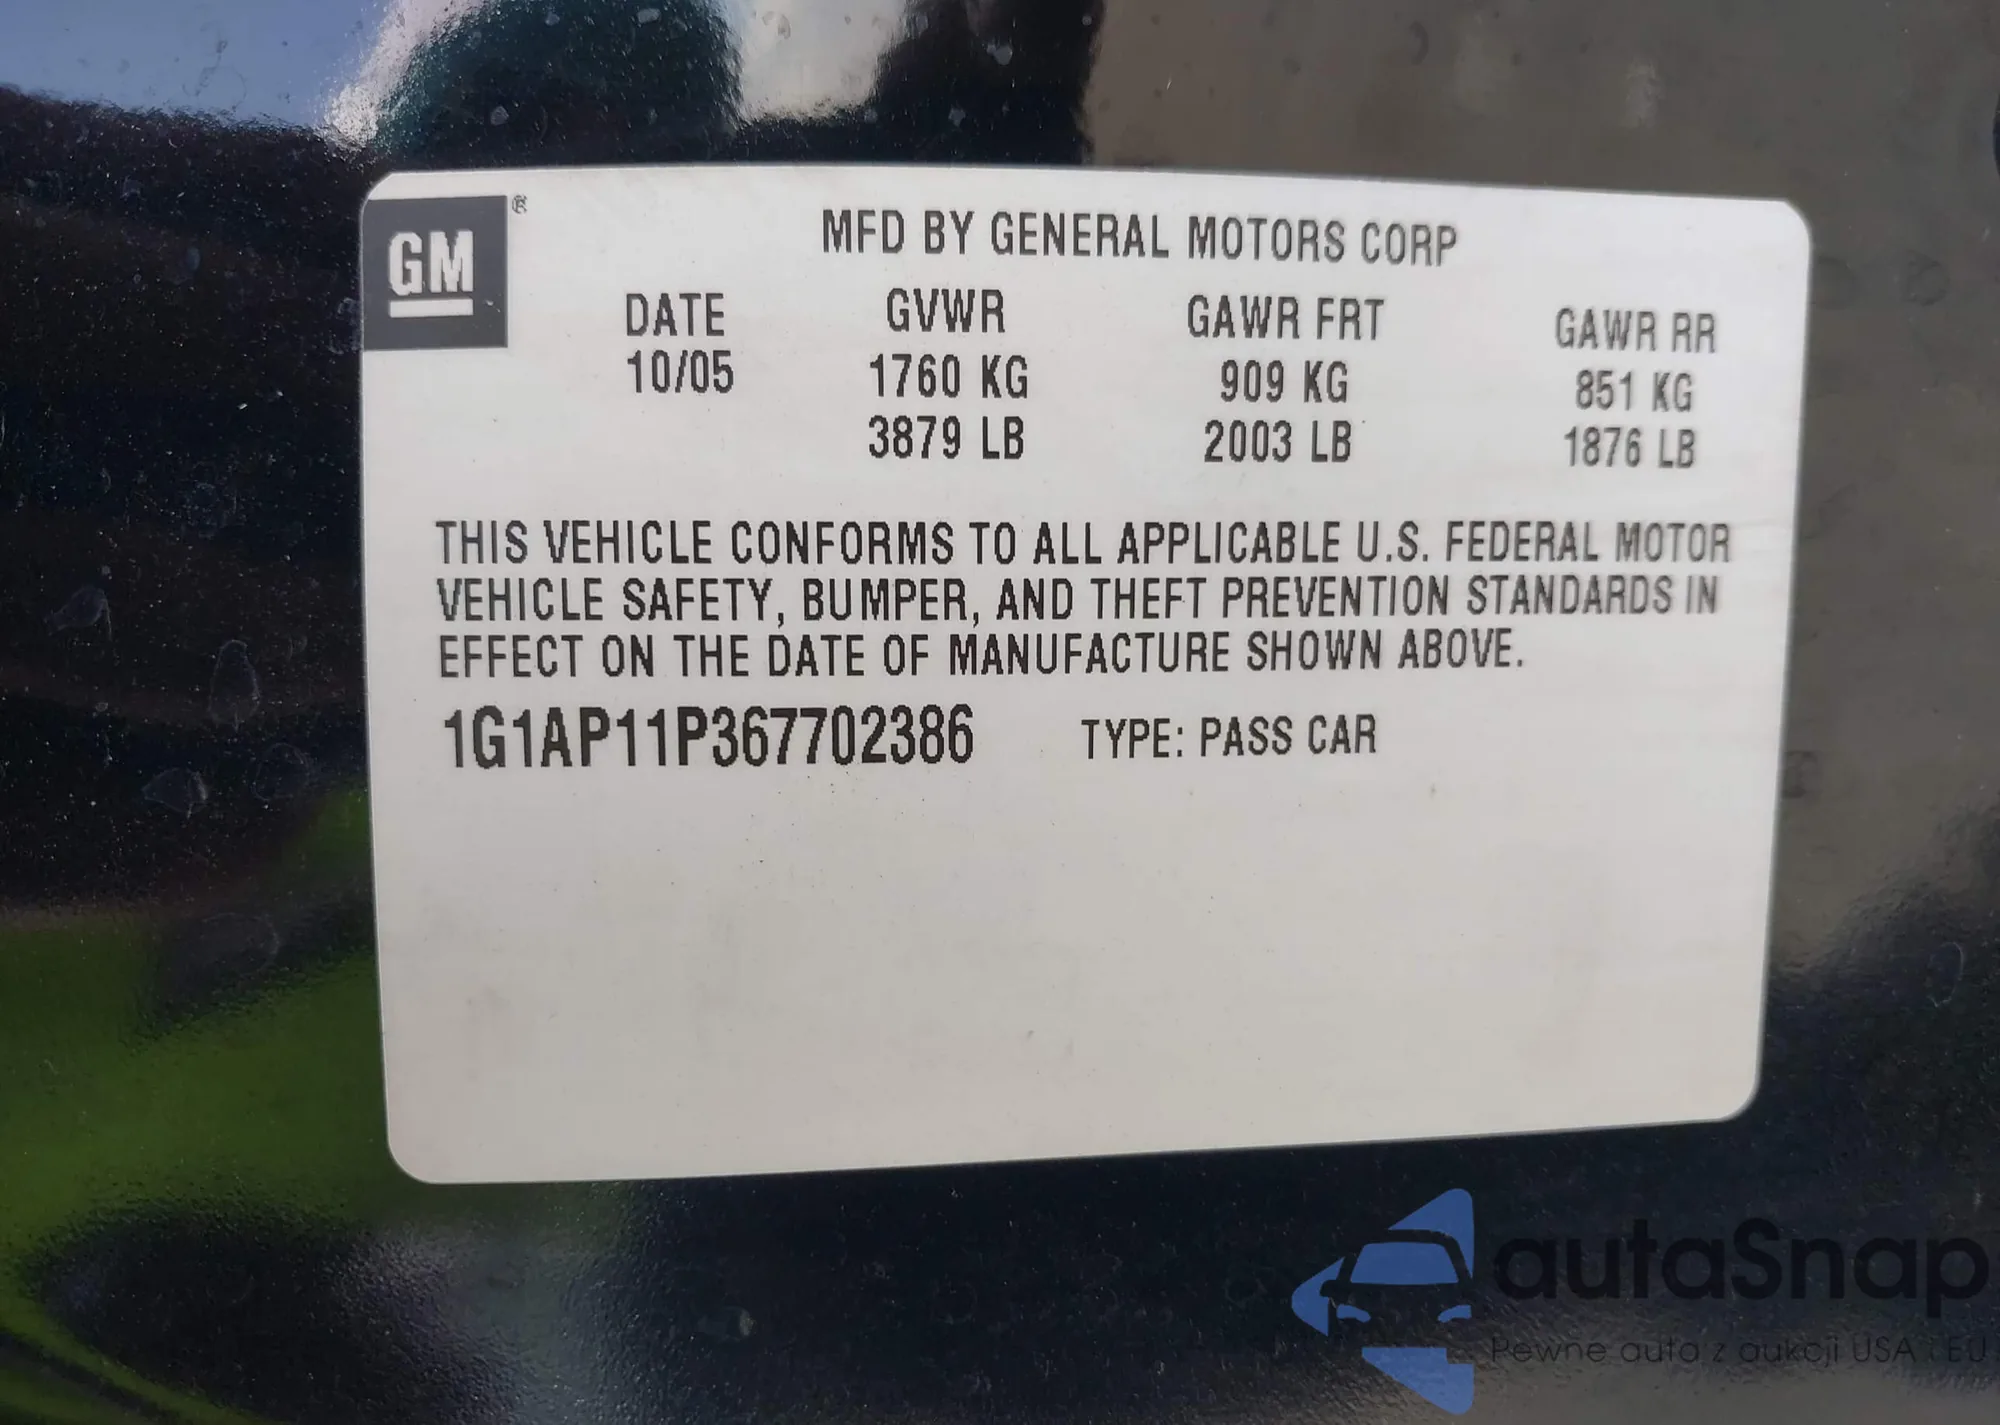 GM ®
MFD BY GENERAL MOTORS CORP
DATE GVWR GAWR FRT GAWR RR
10/05 1760 KG 909 KG 851 KG
3879 LB 2003 LB 1876 LB
THIS VEHICLE CONFORMS TO ALL APPLICABLE U.S. FEDERAL MOTOR
VEHICLE SAFETY, BUMPER, AND THEFT PREVENTION STANDARDS IN
EFFECT ON THE DATE OF MANUFACTURE SHOWN ABOVE.
1G1AP11P367702386 TYPE: PASS CAR
autaSnap
Pewne auta z aukcji USA i EU